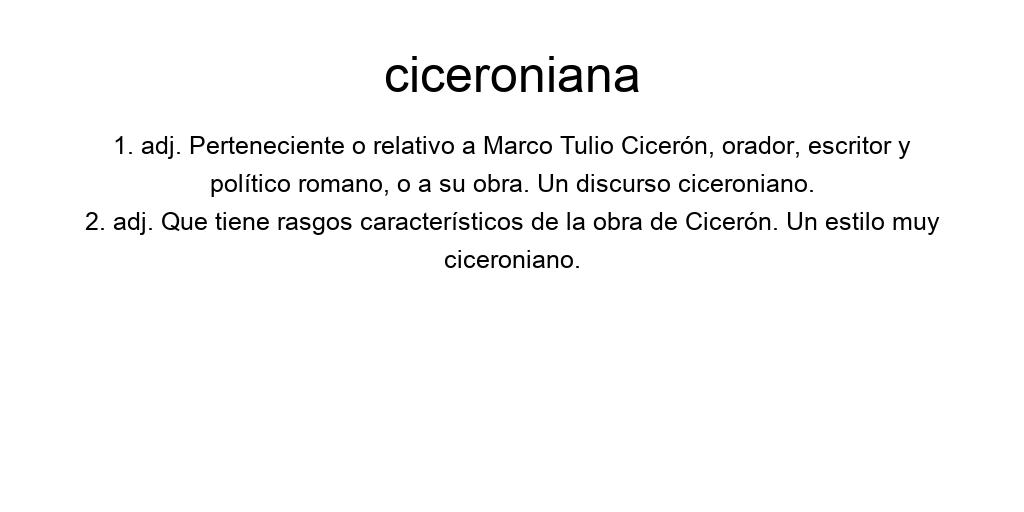 ciceroniana
1. adj. Perteneciente o relativo a Marco Tulio Cicerón, orador, escritor y
político romano, o a su obra. Un discurso ciceroniano.
2. adj. Que tiene rasgos característicos de la obra de Cicerón. Un estilo muy
ciceroniano.